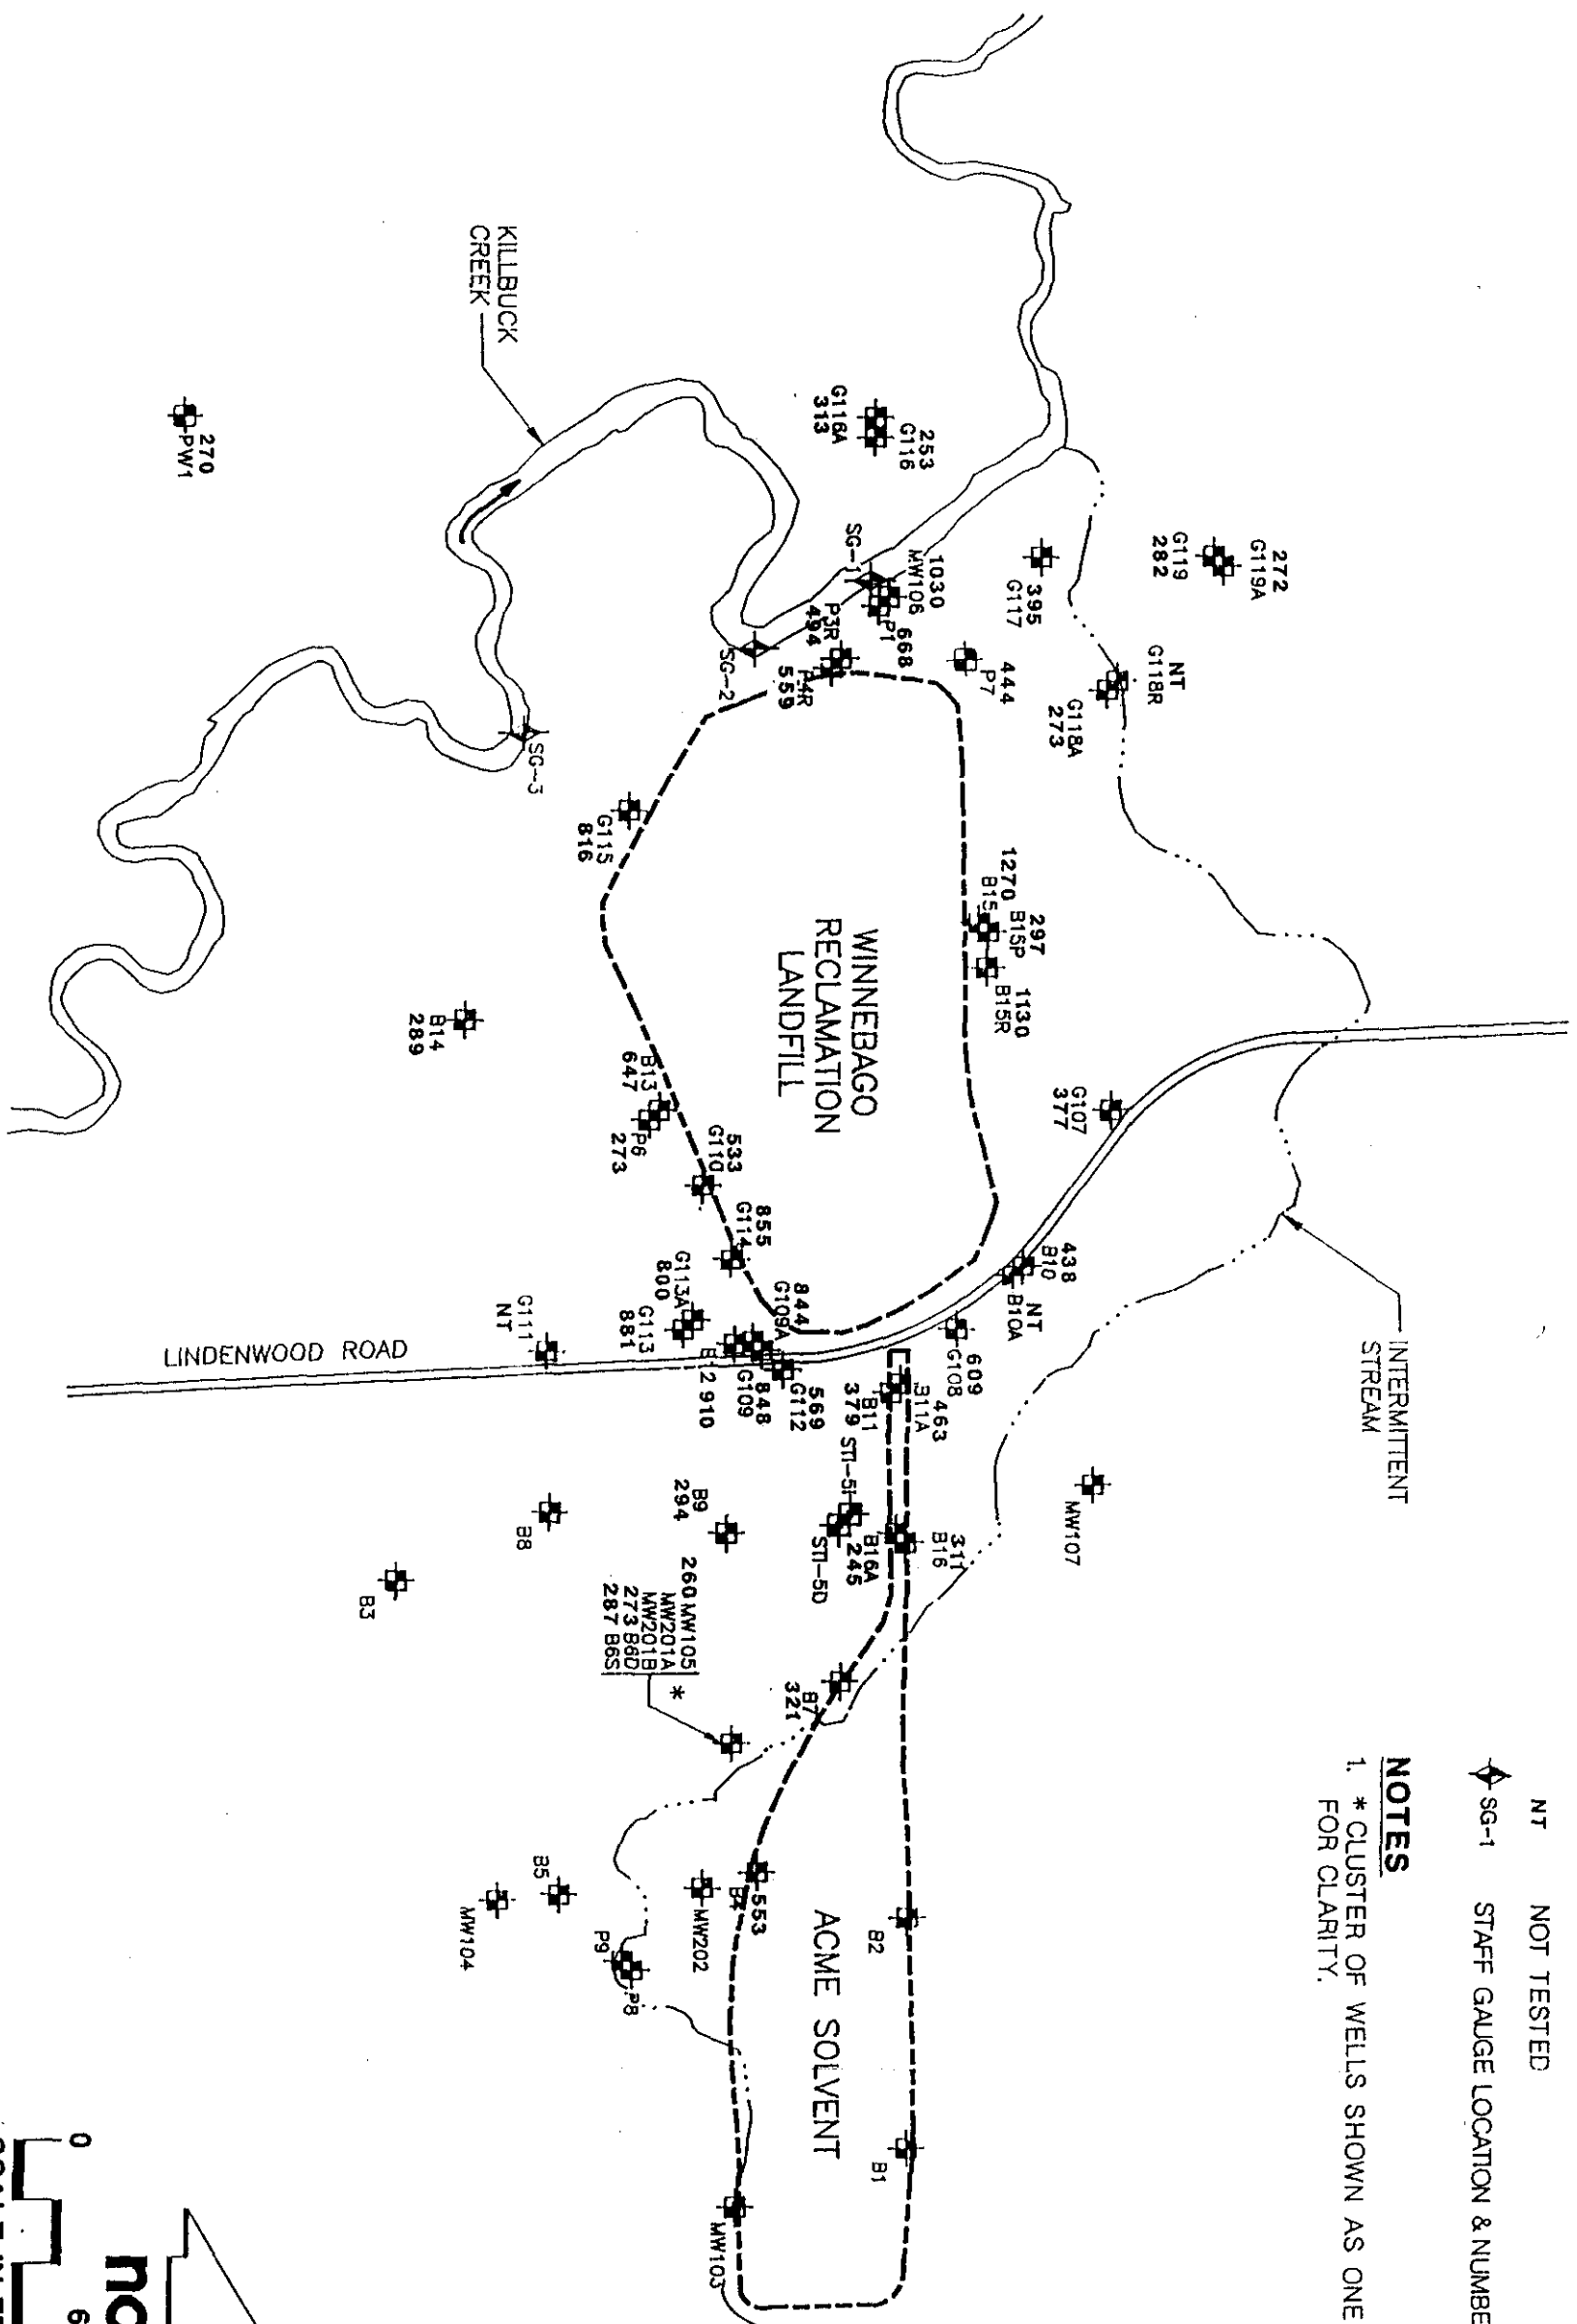 NT NOT TESTED
SG-1 STAFF GAUGE LOCATION & NUMBE
NOTES
1. * CLUSTER OF WELLS SHOWN AS ONE
FOR CLARITY.
INTERMITTENT
STREAM
KILLBUCK
CREEK
WINNEBAGO
RECLAMATION
LANDFILL
ACME SOLVENT
LINDENWOOD ROAD
272
G119A
G119
282
NT
G118R
G118A
273
395
G117
253
G116
G116A
313
270
PW1
SG-1
1030
MW106
668
P1
P3R
494
P4R
559
SG-2
444
P7
SG-3
G115
816
1270
B15
297
B15P
1130
B15R
B14
289
G107
377
B13
647
P6
273
533
G110
855
G114
438
B10
NT
B10A
G113A
800
G113
881
G111
NT
844
G109A
609
G108
B12 910
848
G109
569
G112
463
B11A
B11
379
STI-5I
STI-5D
311
B16
B16A
245
MW107
B9
294
B8
B3
260 MW105
MW201A
MW201B
273 B6D
287 B6S
*
B7
321
553
B4
MW202
B5
MW104
P9
P8
B2
B1
MW103
0
6
no